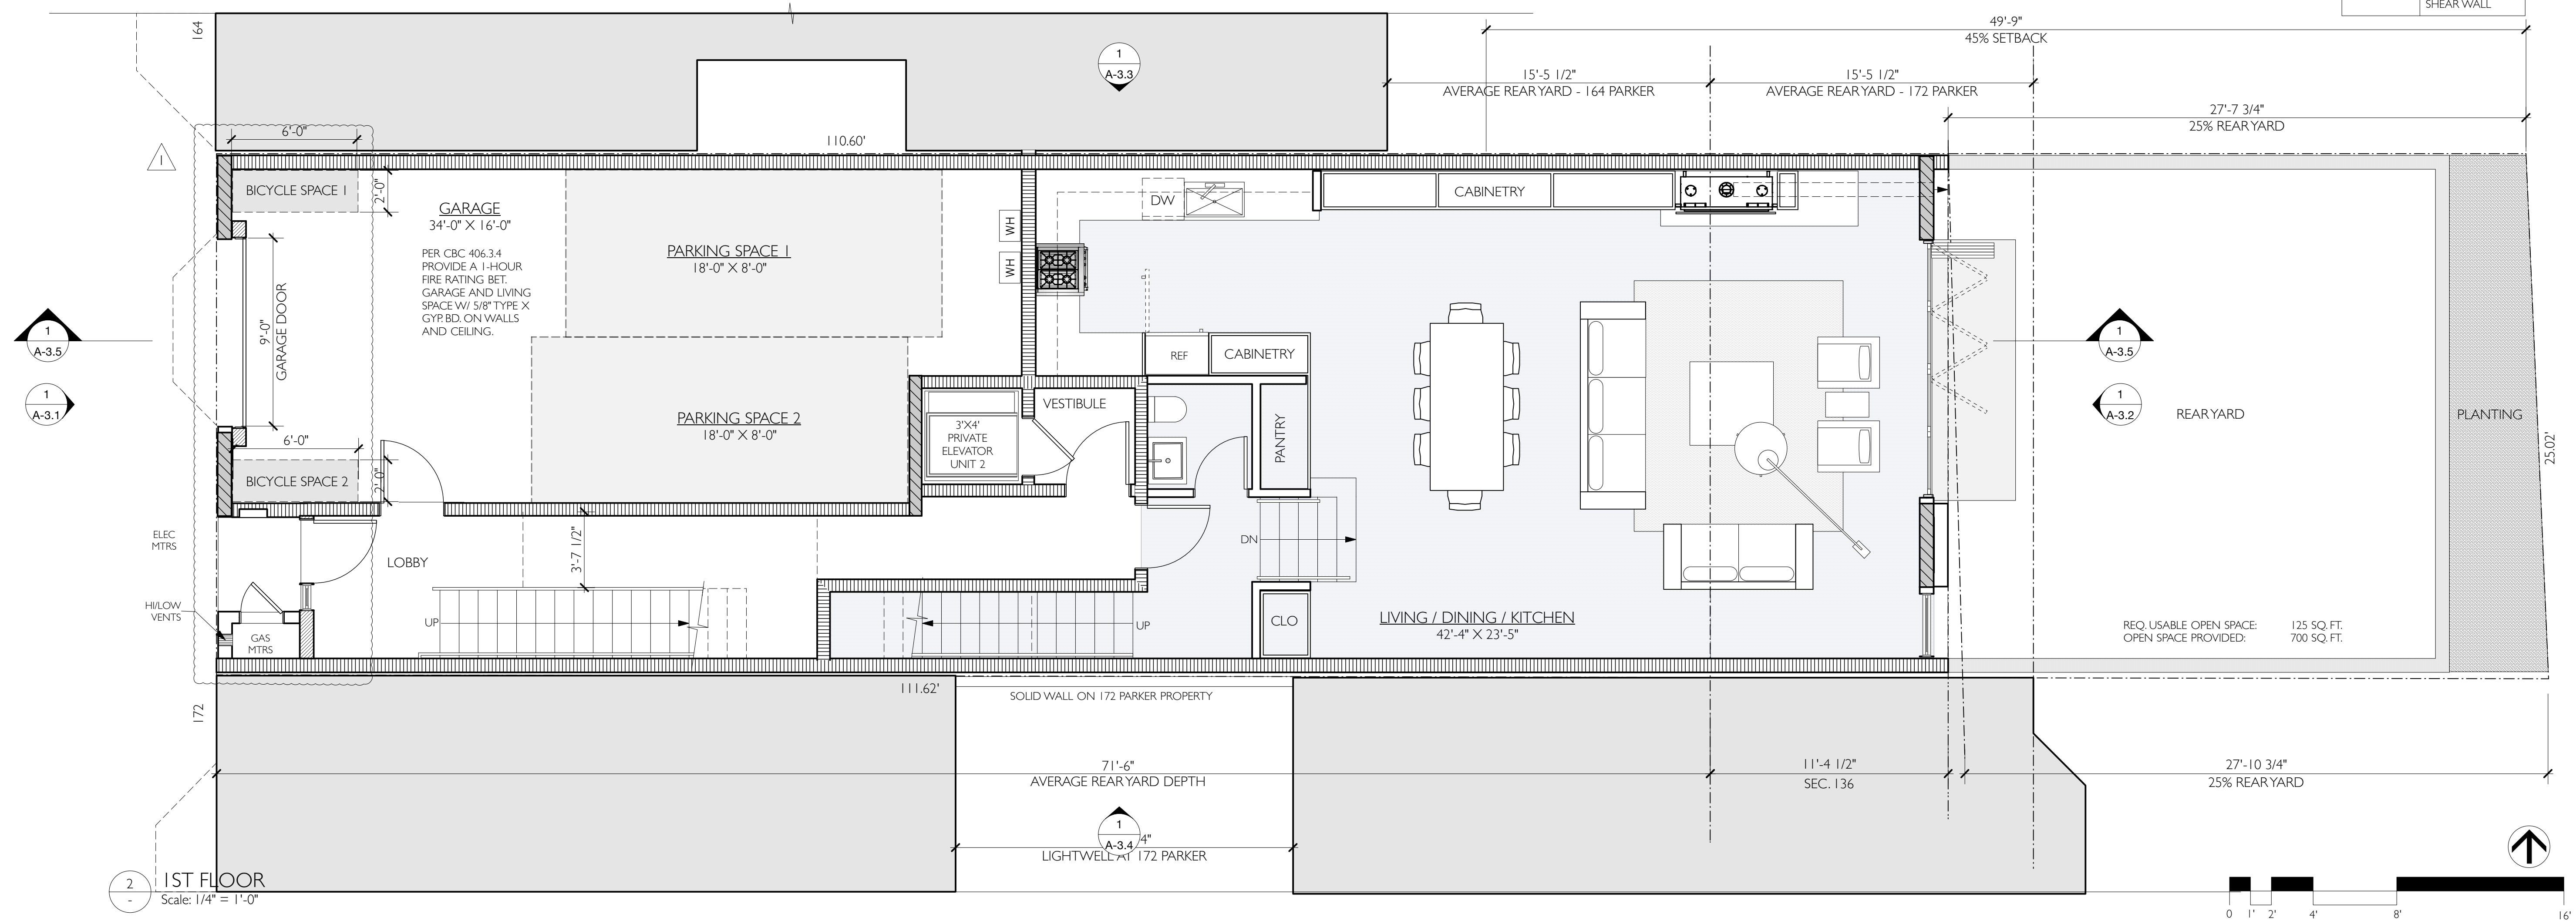 SHEAR WALL
49'-9"
45% SETBACK
164
1
A-3.3
15'-5 1/2"
AVERAGE REAR YARD - 164 PARKER
15'-5 1/2"
AVERAGE REAR YARD - 172 PARKER
27'-7 3/4"
25% REAR YARD
6'-0"
110.60'
1
BICYCLE SPACE 1
2'-0"
GARAGE
34'-0" X 16'-0"
PER CBC 406.3.4
PROVIDE A 1-HOUR
FIRE RATING BET.
GARAGE AND LIVING
SPACE W/ 5/8" TYPE X
GYP. BD. ON WALLS
AND CEILING.
PARKING SPACE 1
18'-0" X 8'-0"
WH
WH
DW
CABINETRY
9'-0"
GARAGE DOOR
1
A-3.5
1
A-3.1
REF
CABINETRY
1
A-3.5
1
A-3.2
REAR YARD
PLANTING
25.02'
PARKING SPACE 2
18'-0" X 8'-0"
VESTIBULE
3'X4'
PRIVATE
ELEVATOR
UNIT 2
PANTRY
6'-0"
BICYCLE SPACE 2
2'-0"
ELEC
MTRS
LOBBY
3'-7 1/2"
DN
HI/LOW
VENTS
GAS
MTRS
UP
UP
CLO
LIVING / DINING / KITCHEN
42'-4" X 23'-5"
REQ. USABLE OPEN SPACE: 125 SQ. FT.
OPEN SPACE PROVIDED: 700 SQ. FT.
172
111.62'
SOLID WALL ON 172 PARKER PROPERTY
71'-6"
AVERAGE REAR YARD DEPTH
11'-4 1/2"
SEC. 136
27'-10 3/4"
25% REAR YARD
1
A-3.4
4"
LIGHTWELL AT 172 PARKER
2
-
1ST FLOOR
Scale: 1/4" = 1'-0"
0 1' 2' 4' 8' 16'